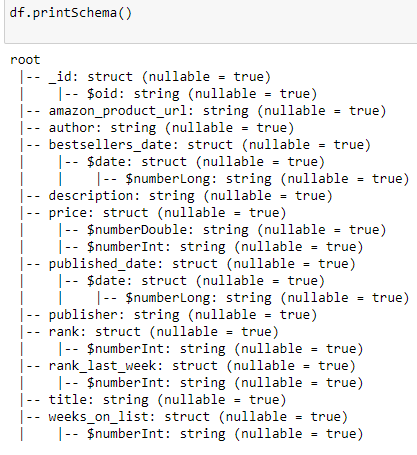 df.printSchema()
root
 |-- _id: struct (nullable = true)
 |    |-- $oid: string (nullable = true)
 |-- amazon_product_url: string (nullable = true)
 |-- author: string (nullable = true)
 |-- bestsellers_date: struct (nullable = true)
 |    |-- $date: struct (nullable = true)
 |    |    |-- $numberLong: string (nullable = true)
 |-- description: string (nullable = true)
 |-- price: struct (nullable = true)
 |    |-- $numberDouble: string (nullable = true)
 |    |-- $numberInt: string (nullable = true)
 |-- published_date: struct (nullable = true)
 |    |-- $date: struct (nullable = true)
 |    |    |-- $numberLong: string (nullable = true)
 |-- publisher: string (nullable = true)
 |-- rank: struct (nullable = true)
 |    |-- $numberInt: string (nullable = true)
 |-- rank_last_week: struct (nullable = true)
 |    |-- $numberInt: string (nullable = true)
 |-- title: string (nullable = true)
 |-- weeks_on_list: struct (nullable = true)
 |    |-- $numberInt: string (nullable = true)